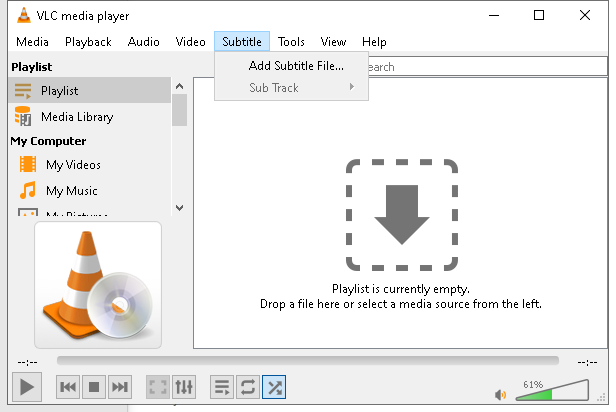 VLC media player
Media Playback Audio Video Subtitle Tools View Help
Add Subtitle File...
Sub Track
Playlist
earch
Playlist
Media Library
My Computer
My Videos
My Music
My Pictures
Playlist is currently empty.
Drop a file here or select a media source from the left.
--:-- --:--
61%